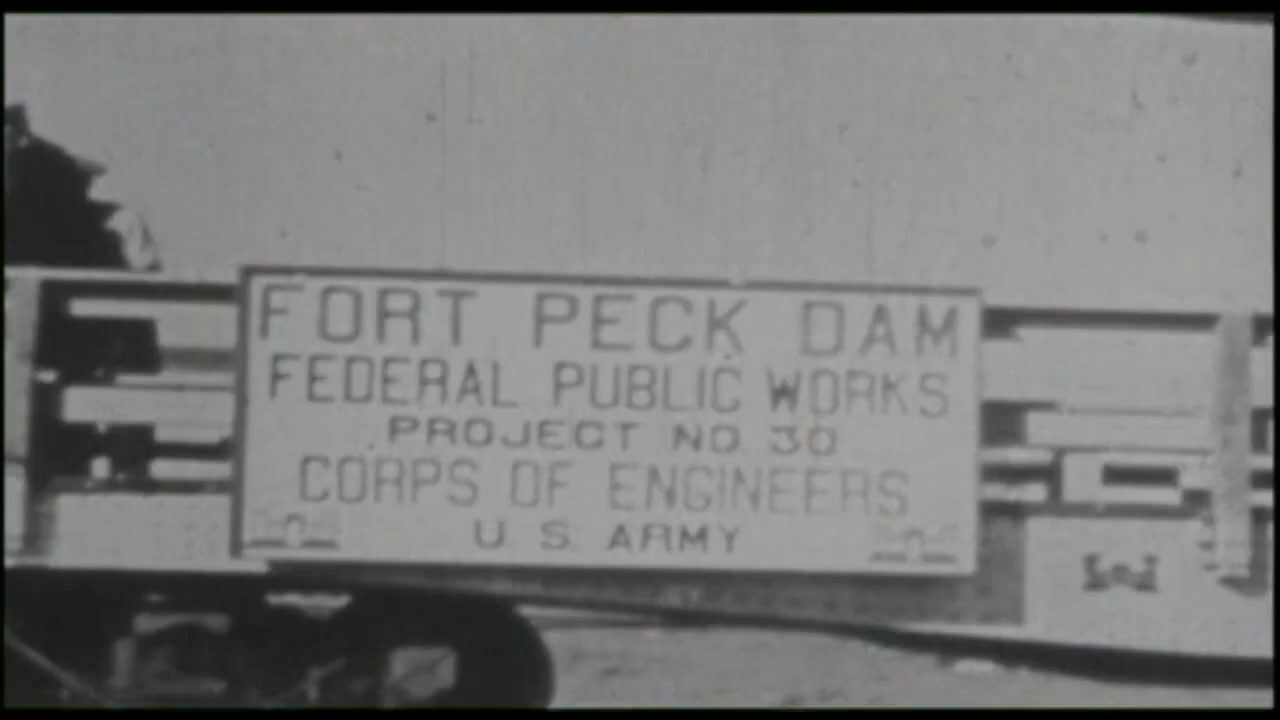 FORT PECK DAM
FEDERAL PUBLIC WORKS
PROJECT NO. 30
CORPS OF ENGINEERS
U. S. ARMY